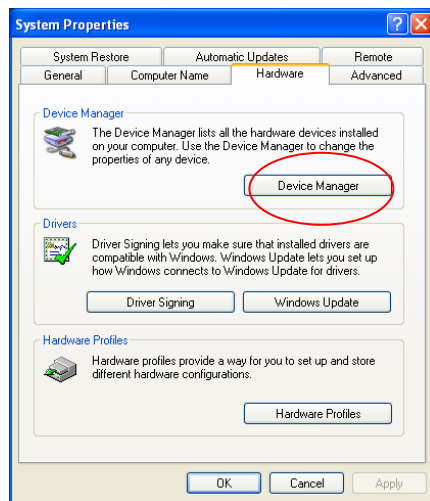 System Properties
System Restore Automatic Updates Remote
General Computer Name Hardware Advanced
Device Manager
The Device Manager lists all the hardware devices installed
on your computer. Use the Device Manager to change the
properties of any device.
Device Manager
Drivers
Driver Signing lets you make sure that installed drivers are
compatible with Windows. Windows Update lets you set up
how Windows connects to Windows Update for drivers.
Driver Signing Windows Update
Hardware Profiles
Hardware profiles provide a way for you to set up and store
different hardware configurations.
Hardware Profiles
OK Cancel Apply